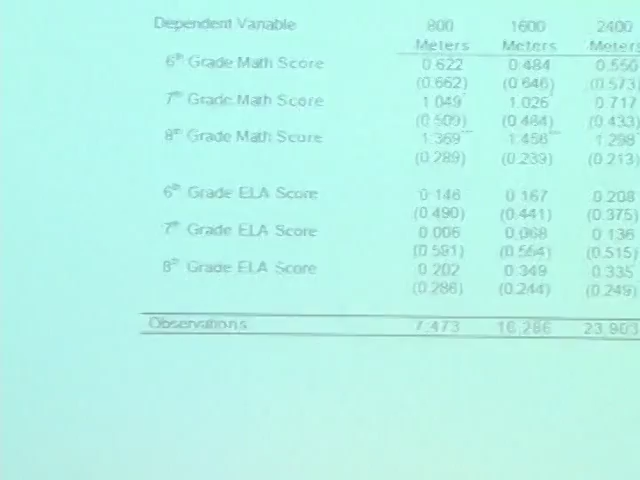 Dependent Variable 800 1600 2400
Meters Meters Meters
6th Grade Math Score 0.622 0.484 0.550
(0.662) (0.646) (0.573)
7th Grade Math Score 1.049* 1.026* 0.717
(0.509) (0.484) (0.433)
8th Grade Math Score 1.369*** 1.456*** 1.298
(0.289) (0.239) (0.213)
6th Grade ELA Score 0.146 0.167 0.208
(0.490) (0.441) (0.375)
7th Grade ELA Score 0.006 0.068 0.136
(0.591) (0.564) (0.515)
8th Grade ELA Score 0.202 0.349 0.335
(0.286) (0.244) (0.249)
Observations 7,473 16,286 23,903